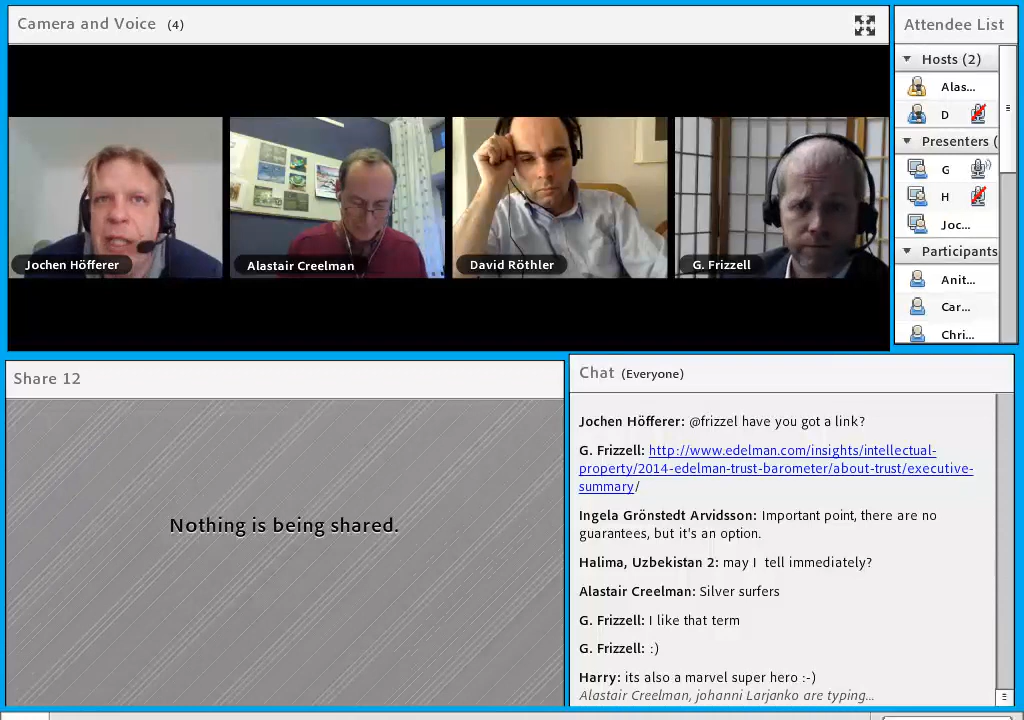 Camera and Voice (4)
Jochen Höfferer
Alastair Creelman
David Röthler
G. Frizzell
Attendee List
Hosts (2)
Alas...
D
Presenters (
G
H
Joc...
Participants
Anit...
Car...
Chri...
Share 12
Nothing is being shared.
Chat (Everyone)
Jochen Höfferer: @frizzel have you got a link?
G. Frizzell: http://www.edelman.com/insights/intellectual-
property/2014-edelman-trust-barometer/about-trust/executive-
summary/
Ingela Grönstedt Arvidsson: Important point, there are no
guarantees, but it's an option.
Halima, Uzbekistan 2: may I  tell immediately?
Alastair Creelman: Silver surfers
G. Frizzell: I like that term
G. Frizzell: :)
Harry: its also a marvel super hero :-)
Alastair Creelman, johanni Larjanko are typing...